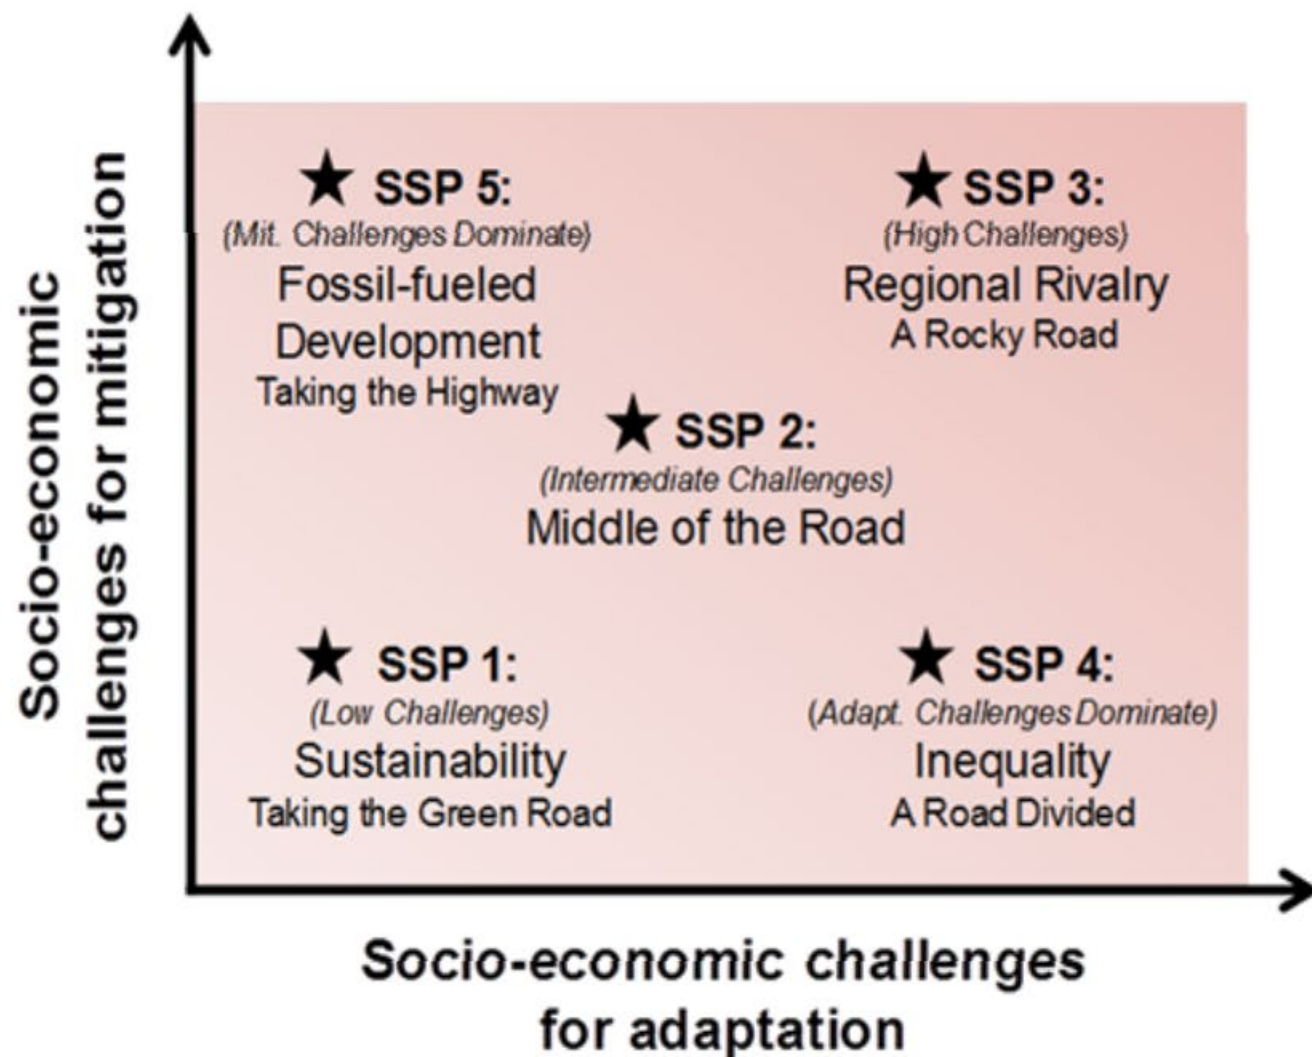 Socio-economic
challenges for mitigation
★ SSP 5:
(Mit. Challenges Dominate)
Fossil-fueled
Development
Taking the Highway
★ SSP 3:
(High Challenges)
Regional Rivalry
A Rocky Road
★ SSP 2:
(Intermediate Challenges)
Middle of the Road
★ SSP 1:
(Low Challenges)
Sustainability
Taking the Green Road
★ SSP 4:
(Adapt. Challenges Dominate)
Inequality
A Road Divided
Socio-economic challenges
for adaptation